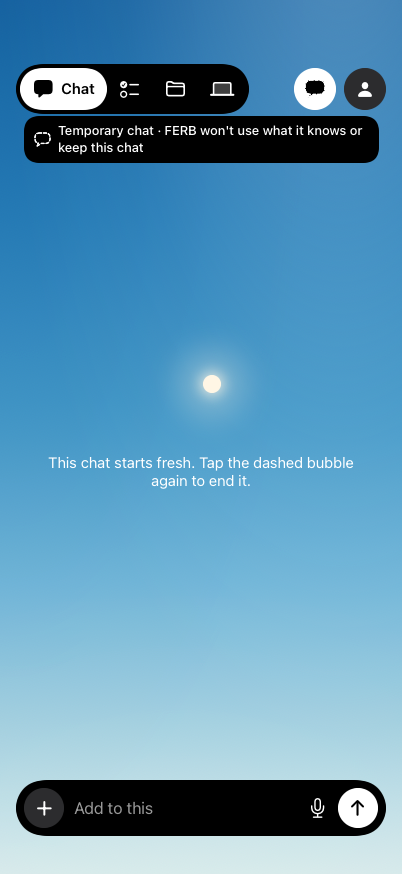 Chat
Temporary chat · FERB won't use what it knows or
keep this chat
This chat starts fresh. Tap the dashed bubble
again to end it.
Add to this